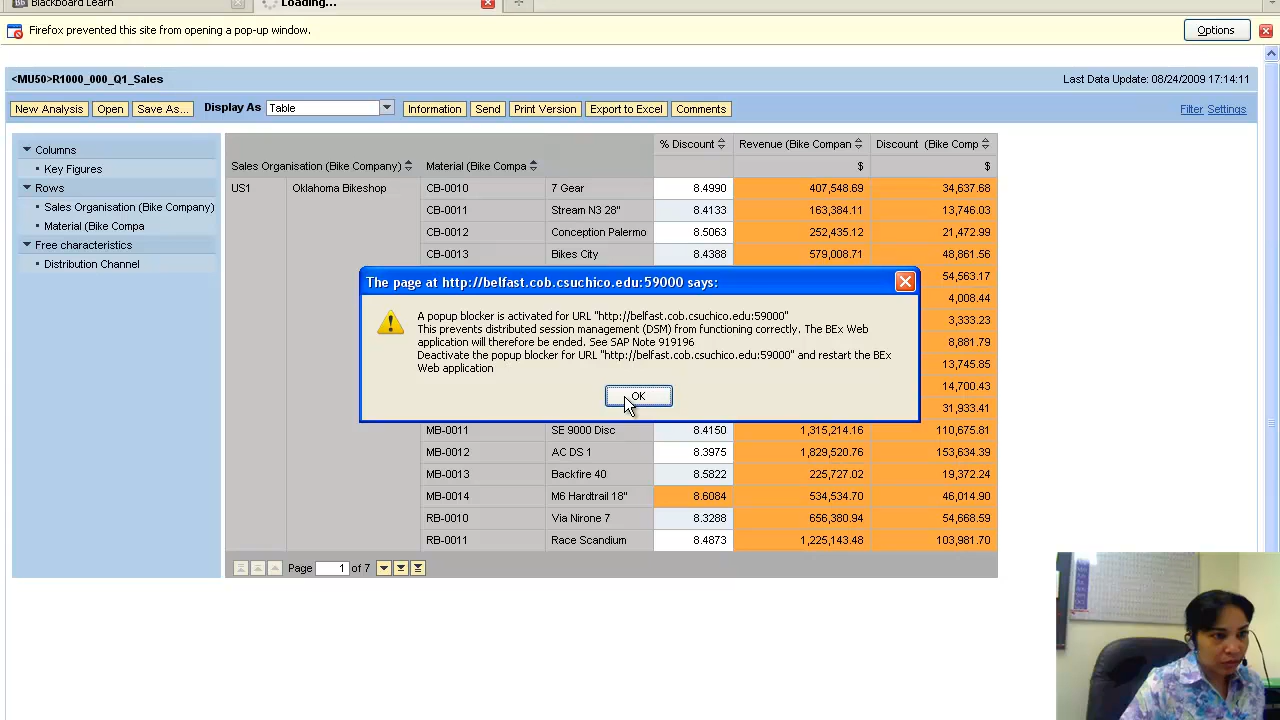 Blackboard Learn
Loading...
Firefox prevented this site from opening a pop-up window.
Options
<MU50>R1000_000_Q1_Sales
Last Data Update: 08/24/2009 17:14:11
New Analysis Open Save As... Display As Table Information Send Print Version Export to Excel Comments
Filter Settings
Columns
Key Figures
Rows
Sales Organisation (Bike Company)
Material (Bike Compa
Free characteristics
Distribution Channel
% Discount Revenue (Bike Compan Discount (Bike Comp
Sales Organisation (Bike Company) Material (Bike Compa $ $
US1 Oklahoma Bikeshop CB-0010 7 Gear 8.4990 407,548.69 34,637.68
CB-0011 Stream N3 28" 8.4133 163,384.11 13,746.03
CB-0012 Conception Palermo 8.5063 252,435.12 21,472.99
CB-0013 Bikes City 8.4388 579,008.71 48,861.56
54,563.17
4,008.44
3,333.23
8,881.79
13,745.85
14,700.43
31,933.41
The page at http://belfast.cob.csuchico.edu:59000 says:
A popup blocker is activated for URL "http://belfast.cob.csuchico.edu:59000"
This prevents distributed session management (DSM) from functioning correctly. The BEx Web
application will therefore be ended. See SAP Note 919196
Deactivate the popup blocker for URL "http://belfast.cob.csuchico.edu:59000" and restart the BEx
Web application
OK
MB-0011 SE 9000 Disc 8.4150 1,315,214.16 110,675.81
MB-0012 AC DS 1 8.3975 1,829,520.76 153,634.39
MB-0013 Backfire 40 8.5822 225,727.02 19,372.24
MB-0014 M6 Hardtrail 18" 8.6084 534,534.70 46,014.90
RB-0010 Via Nirone 7 8.3288 656,380.94 54,668.59
RB-0011 Race Scandium 8.4873 1,225,143.48 103,981.70
Page 1 of 7